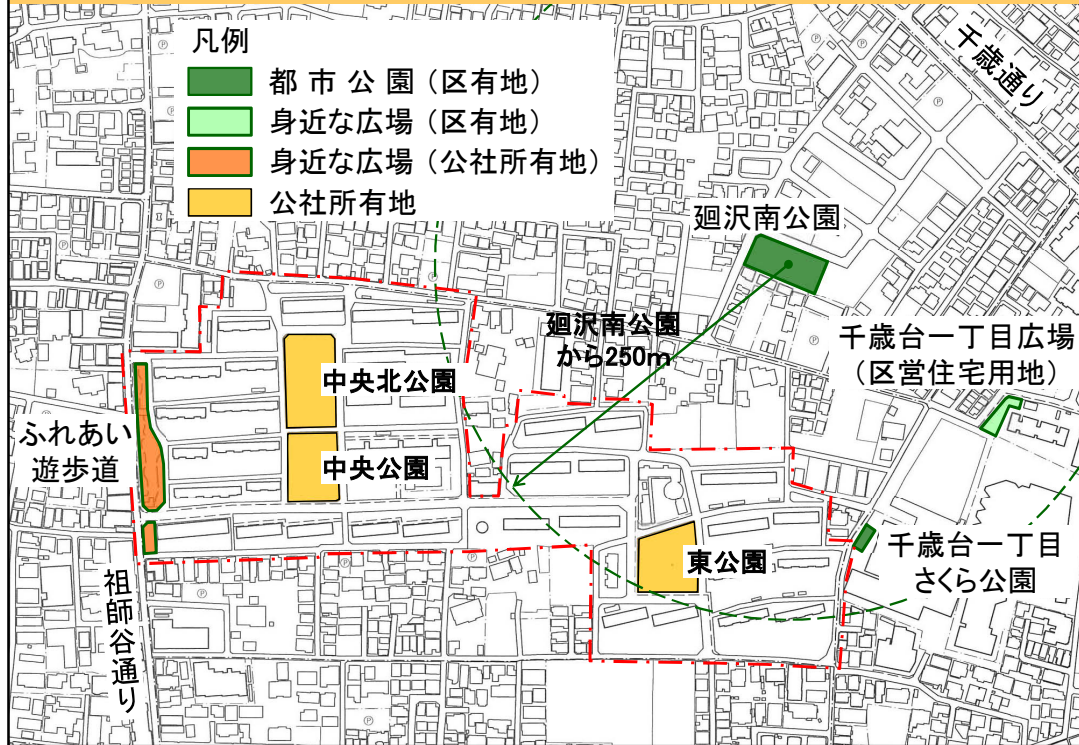 凡例
都市公園（区有地）
身近な広場（区有地）
身近な広場（公社所有地）
公社所有地
千歳通り
廻沢南公園
廻沢南公園
から250m
千歳台一丁目広場
（区営住宅用地）
中央北公園
ふれあい
遊歩道
中央公園
千歳台一丁目
さくら公園
東公園
祖師谷通り